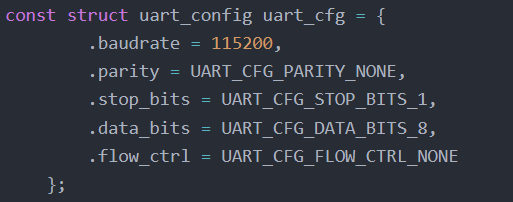 const struct uart_config uart_cfg = {
        .baudrate = 115200,
        .parity = UART_CFG_PARITY_NONE,
        .stop_bits = UART_CFG_STOP_BITS_1,
        .data_bits = UART_CFG_DATA_BITS_8,
        .flow_ctrl = UART_CFG_FLOW_CTRL_NONE
    };